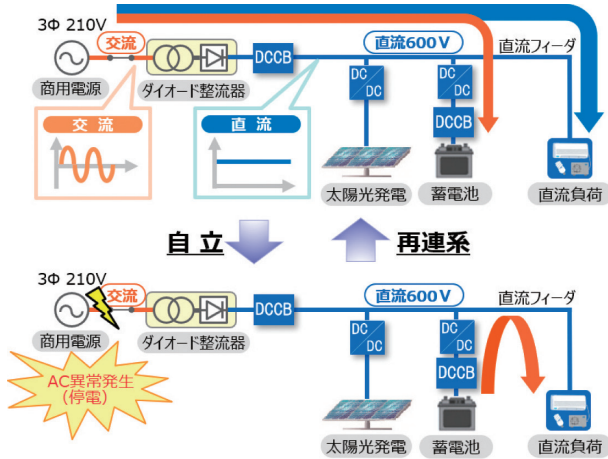 3Φ 210V
交流
商用電源
ダイオード整流器
DCCB
直流600V
直流フィーダ
交 流
直 流
DC
DC
DC
DC
DCCB
太陽光発電
蓄電池
直流負荷
自 立
再連系
3Φ 210V
交流
商用電源
ダイオード整流器
DCCB
直流600V
直流フィーダ
AC異常発生
(停電)
DC
DC
DC
DC
DCCB
太陽光発電
蓄電池
直流負荷